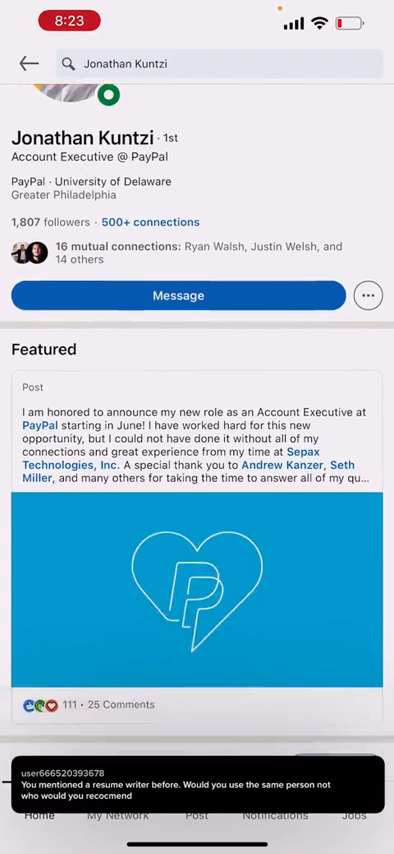 8:23
Jonathan Kuntzi
Jonathan Kuntzi · 1st
Account Executive @ PayPal
PayPal · University of Delaware
Greater Philadelphia
1,807 followers · 500+ connections
16 mutual connections: Ryan Walsh, Justin Welsh, and
14 others
Message
Featured
Post
I am honored to announce my new role as an Account Executive at
PayPal starting in June! I have worked hard for this new
opportunity, but I could not have done it without all of my
connections and great experience from my time at Sepax
Technologies, Inc. A special thank you to Andrew Kanzer, Seth
Miller, and many others for taking the time to answer all of my qu...
111 • 25 Comments
user666520393678
You mentioned a resume writer before. Would you use the same person not
who would you recocmend
Home My Network Post Notifications Jobs